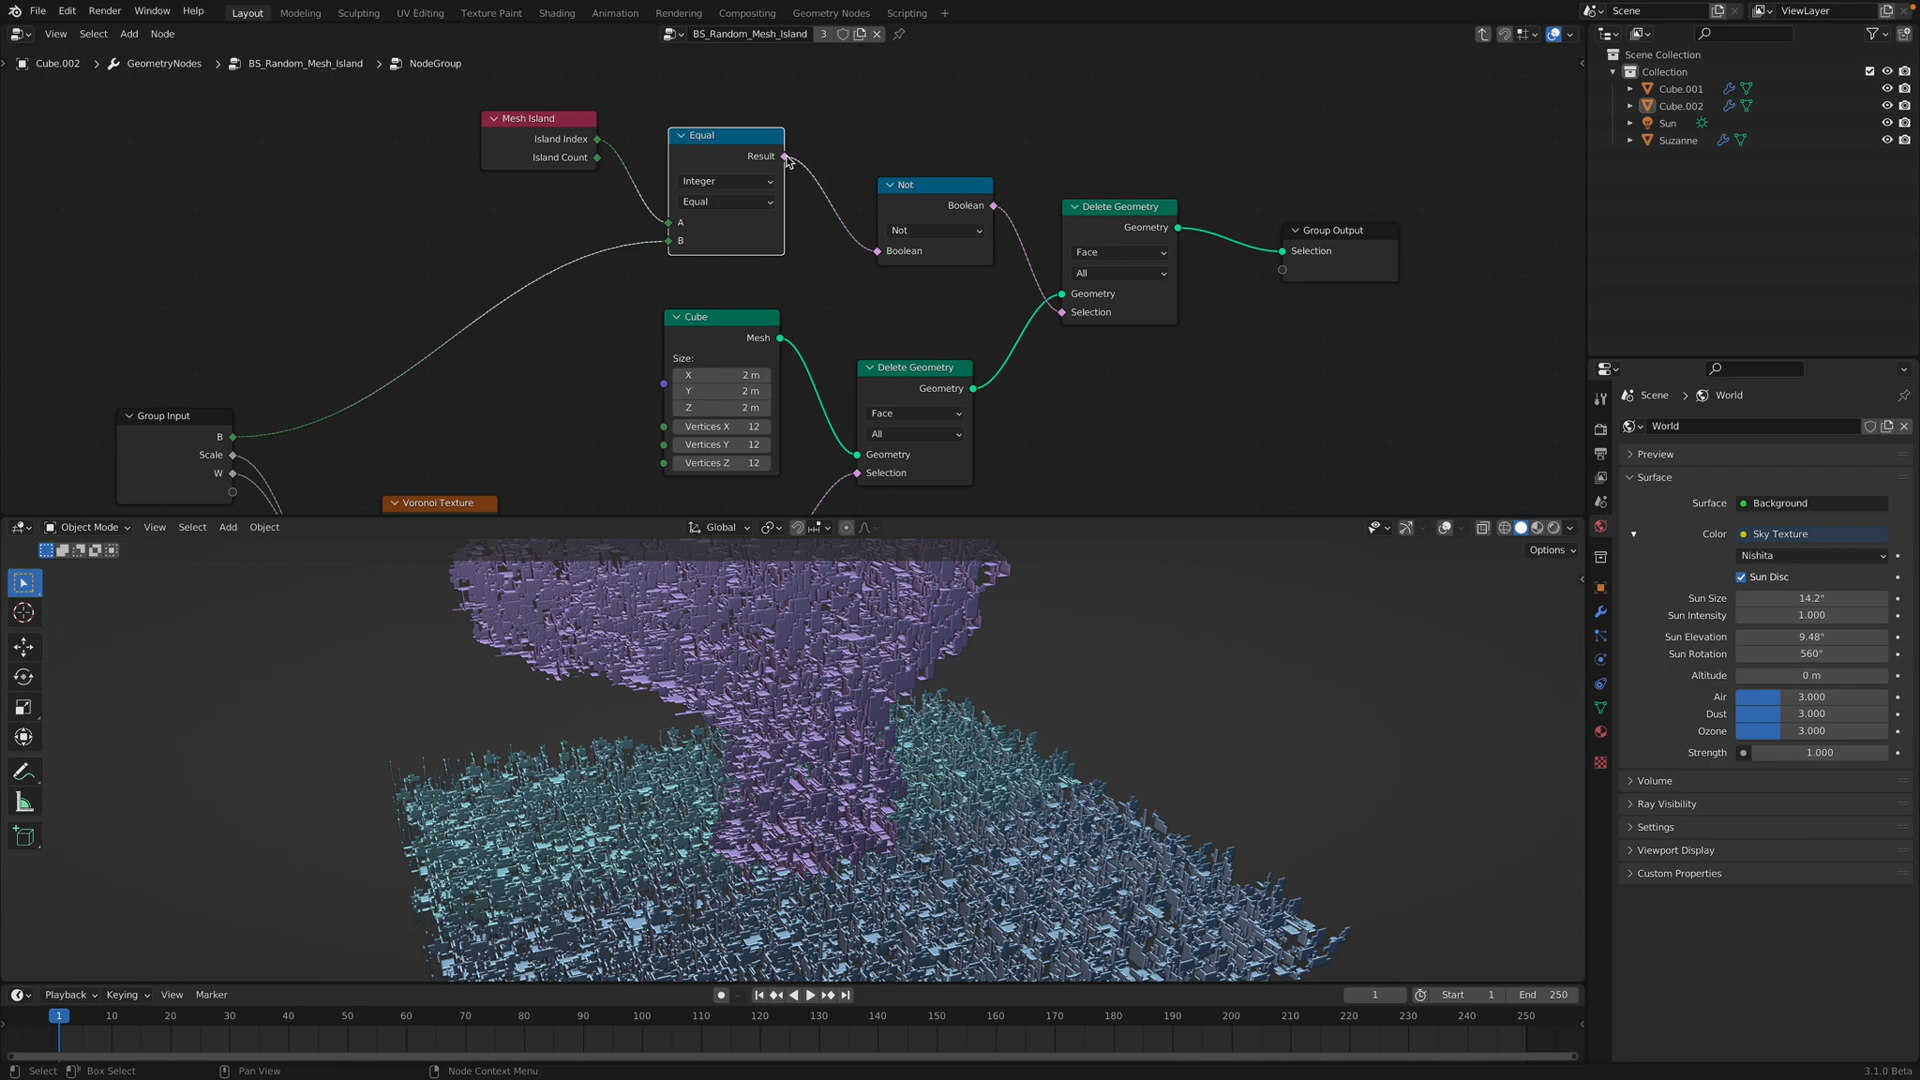 File Edit Render Window Help Layout Modeling Sculpting UV Editing Texture Paint Shading Animation Rendering Compositing Geometry Nodes Scripting + Scene ViewLayer
View Select Add Node BS_Random_Mesh_Island 3
Cube.002 > GeometryNodes > BS_Random_Mesh_Island > NodeGroup
Mesh Island
Island Index
Island Count
Equal
Result
Integer
Equal
A
B
Not
Boolean
Not
Boolean
Delete Geometry
Geometry
Face
All
Geometry
Selection
Group Output
Selection
Cube
Mesh
Size:
X 2 m
Y 2 m
Z 2 m
Vertices X 12
Vertices Y 12
Vertices Z 12
Delete Geometry
Geometry
Face
All
Geometry
Selection
Group Input
B
Scale
W
Voronoi Texture
Object Mode View Select Add Object Global
Options
Playback Keying View Marker 1 Start 1 End 250
1 10 20 30 40 50 60 70 80 90 100 110 120 130 140 150 160 170 180 190 200 210 220 230 240 250
Select Box Select Pan View Node Context Menu 3.1.0 Beta
Scene Collection
Collection
Cube.001
Cube.002
Sun
Suzanne
Scene > World
World
Preview
Surface
Surface Background
Color Sky Texture
Nishita
Sun Disc
Sun Size 14.2°
Sun Intensity 1.000
Sun Elevation 9.48°
Sun Rotation 560°
Altitude 0 m
Air 3.000
Dust 3.000
Ozone 3.000
Strength 1.000
Volume
Ray Visibility
Settings
Viewport Display
Custom Properties